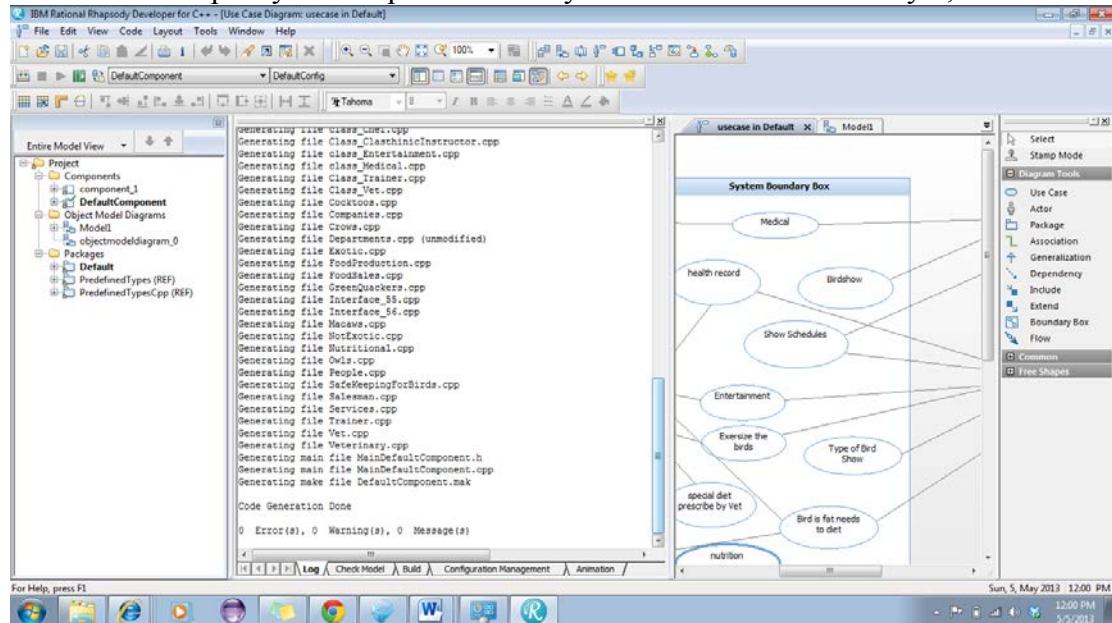 IBM Rational Rhapsody Developer for C++ - [Use Case Diagram: usecase in Default]
File Edit View Code Layout Tools Window Help
100%
DefaultComponent DefaultConfig
Tahoma 8
Entire Model View
Project
Components
component_1
DefaultComponent
Object Model Diagrams
Model1
objectmodeldiagram_0
Packages
Default
PredefinedTypes (REF)
PredefinedTypesCpp (REF)
Generating file Class_Chef.cpp
Generating file Class_ClasthinicInstructor.cpp
Generating file class_Entertainment.cpp
Generating file class_Medical.cpp
Generating file Class_Trainer.cpp
Generating file Class_Vet.cpp
Generating file Cocktoos.cpp
Generating file Companies.cpp
Generating file Crows.cpp
Generating file Departments.cpp (unmodified)
Generating file Exotic.cpp
Generating file FoodProduction.cpp
Generating file FoodSales.cpp
Generating file GreenQuackers.cpp
Generating file Interface_55.cpp
Generating file Interface_56.cpp
Generating file Macaws.cpp
Generating file NotExotic.cpp
Generating file Nutritional.cpp
Generating file Owls.cpp
Generating file People.cpp
Generating file SafeKeepingForBirds.cpp
Generating file Salesman.cpp
Generating file Services.cpp
Generating file Trainer.cpp
Generating file Vet.cpp
Generating file Veterinary.cpp
Generating main file MainDefaultComponent.h
Generating main file MainDefaultComponent.cpp
Generating make file DefaultComponent.mak
Code Generation Done
0 Error(s), 0 Warning(s), 0 Message(s)
Log Check Model Build Configuration Management Animation
usecase in Default Model1
System Boundary Box
Medical
health record
Birdshow
Show Schedules
Entertainment
Exersize the
birds
Type of Bird
Show
special diet
prescribe by Vet
Bird is fat needs
to diet
nutrition
Select
Stamp Mode
Diagram Tools
Use Case
Actor
Package
Association
Generalization
Dependency
Include
Extend
Boundary Box
Flow
Common
Free Shapes
For Help, press F1
Sun, 5, May 2013 12:00 PM
12:00 PM
5/5/2013